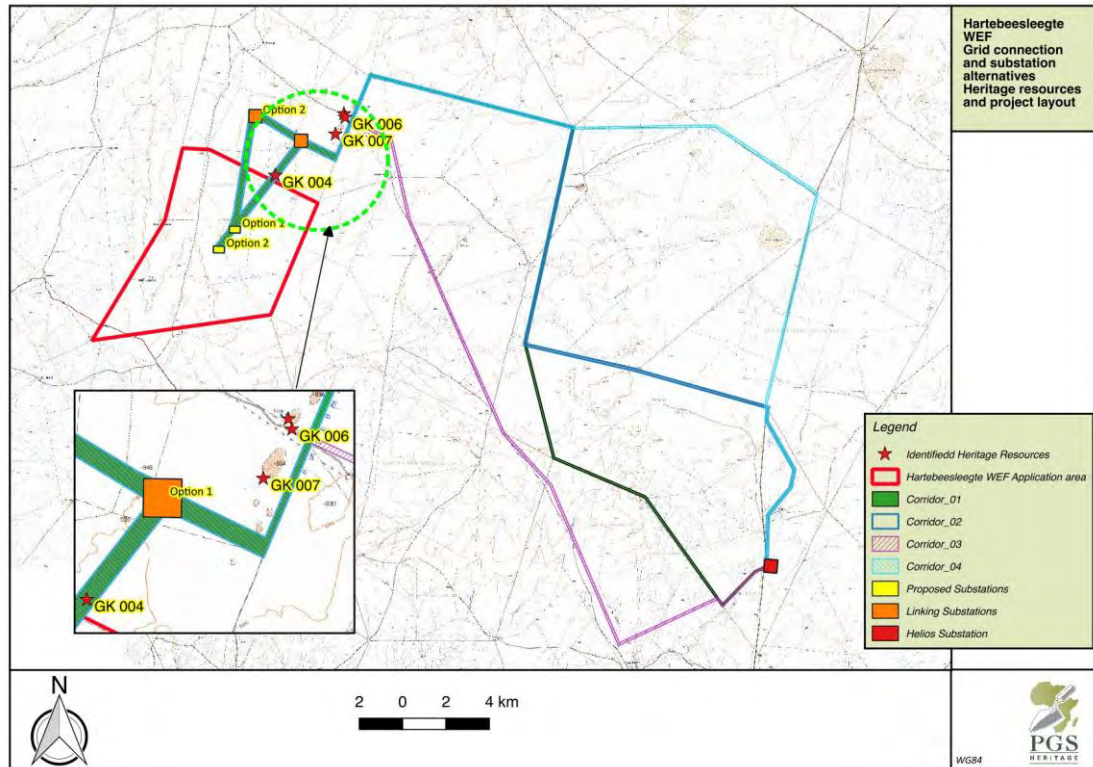 Hartebeesleegte
WEF
Grid connection
and substation
alternatives
Heritage resources
and project layout
Option 2
GK 006
GK 007
GK 004
Option 1
Option 2
GK 006
Option 1
GK 007
GK 004
Legend
Identifiedd Heritage Resources
Hartebeesleegte WEF Application area
Corridor_01
Corridor_02
Corridor_03
Corridor_04
Proposed Substations
Linking Substations
Helios Substation
N
2 0 2 4 km
WG84
PGS
HERITAGE